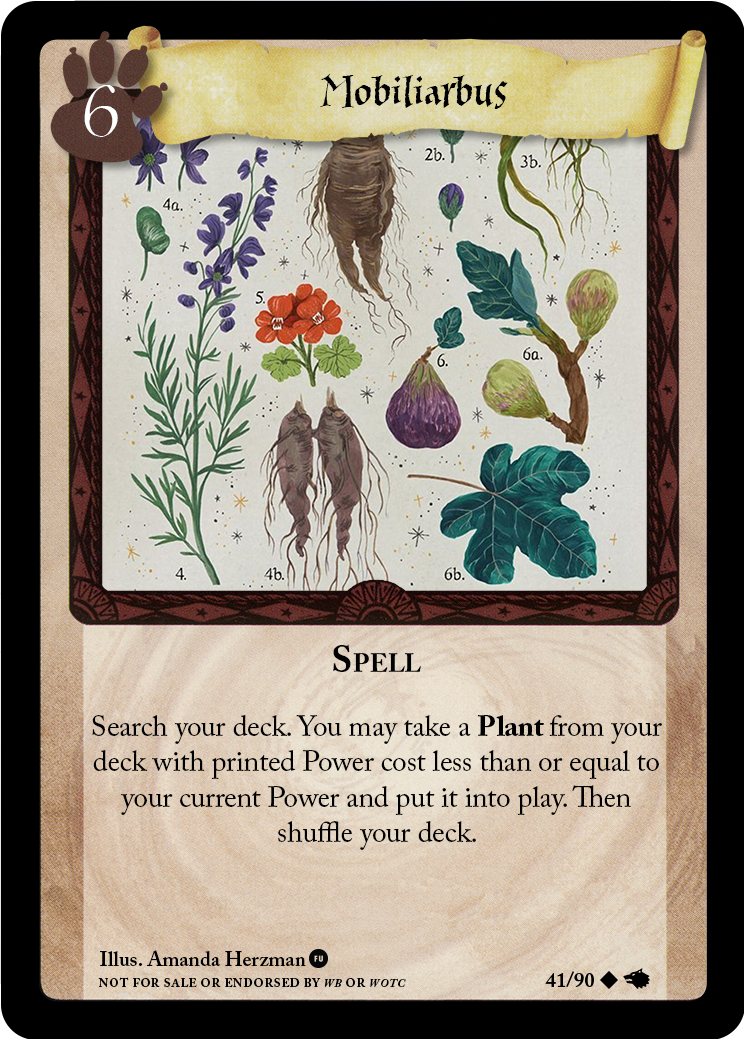 6
Mobiliarbus
2b.
3b.
4a.
5.
6.
6a.
4.
4b.
6b.
SPELL
Search your deck. You may take a Plant from your
deck with printed Power cost less than or equal to
your current Power and put it into play. Then
shuffle your deck.
Illus. Amanda Herzman FU
NOT FOR SALE OR ENDORSED BY WB OR WOTC
41/90